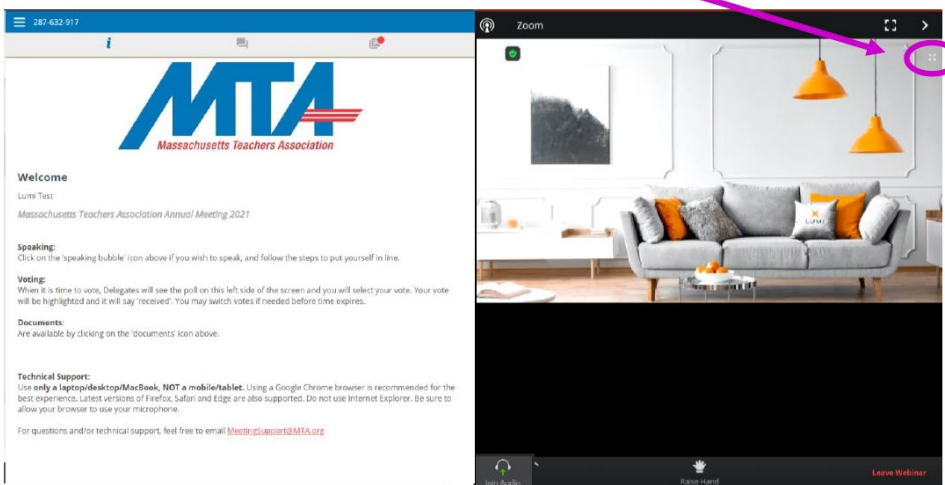 287-632-917
i
MTA
Massachusetts Teachers Association
Welcome
Lumi Test
Massachusetts Teachers Association Annual Meeting 2021
Speaking:
Click on the 'speaking bubble' icon above if you wish to speak, and follow the steps to put yourself in line.
Voting:
When it is time to vote, Delegates will see the poll on this left side of the screen and you will select your vote. Your vote
will be highlighted and it will say 'received'. You may switch votes if needed before time expires.
Documents:
Are available by clicking on the 'documents' icon above.
Technical Support:
Use only a laptop/desktop/MacBook, NOT a mobile/tablet. Using a Google Chrome browser is recommended for the
best experience. Latest versions of Firefox, Safari and Edge are also supported. Do not use Internet Explorer. Be sure to
allow your browser to use your microphone.
For questions and/or technical support, feel free to email MeetingSupport@MTA.org
Zoom
LUMI
Join Audio
Raise Hand
Leave Webinar